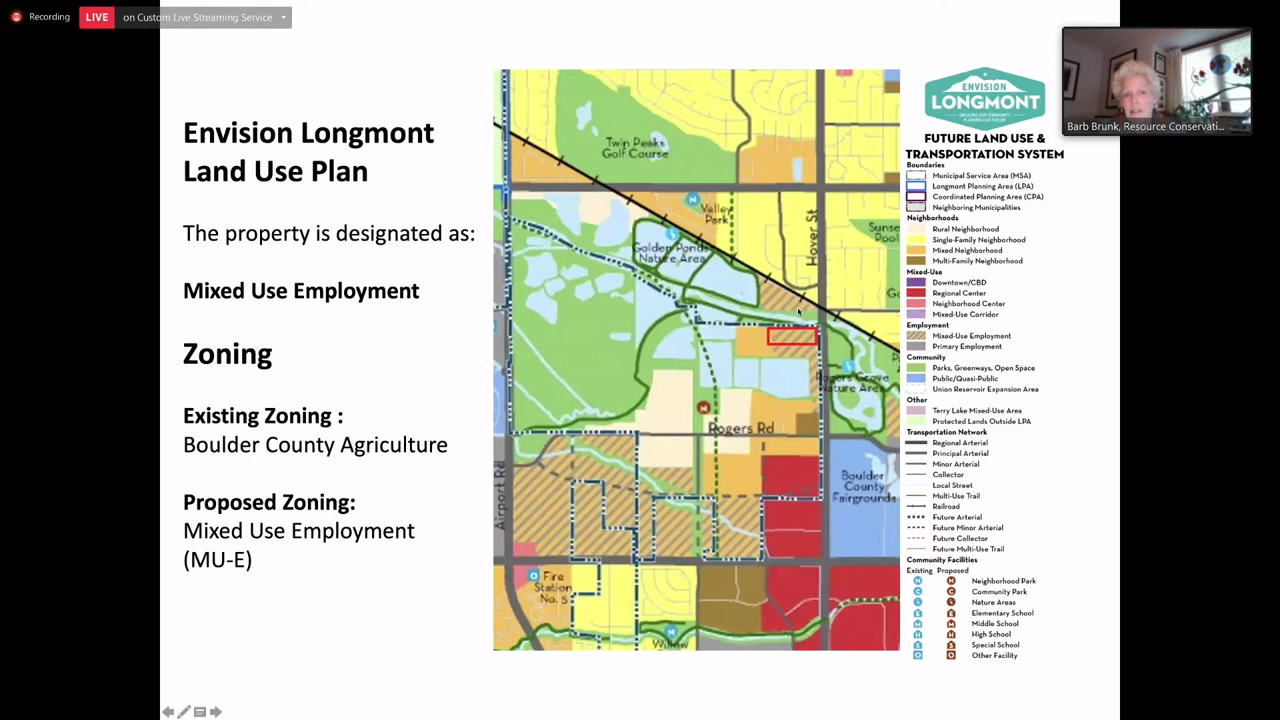 Recording
LIVE on Custom Live Streaming Service
Envision Longmont
Land Use Plan
The property is designated as:
Mixed Use Employment
Zoning
Existing Zoning :
Boulder County Agriculture
Proposed Zoning:
Mixed Use Employment
(MU-E)
Twin Peaks
Golf Course
Valley
Park
Golden Ponds
Nature Area
Hover St
Sunse
Pool
Rogers Grove
Nature Area
Rogers Rd
Airport Rd
Boulder
County
Fairgrounds
Fire
Station
No. 5
Willow
ENVISION
LONGMONT
FUTURE LAND USE &
TRANSPORTATION SYSTEM
Boundaries
Municipal Service Area (MSA)
Longmont Planning Area (LPA)
Coordinated Planning Area (CPA)
Neighboring Municipalities
Neighborhoods
Rural Neighborhood
Single-Family Neighborhood
Mixed Neighborhood
Multi-Family Neighborhood
Mixed-Use
Downtown/CBD
Regional Center
Neighborhood Center
Mixed-Use Corridor
Employment
Mixed-Use Employment
Primary Employment
Community
Parks, Greenways, Open Space
Public/Quasi-Public
Union Reservoir Expansion Area
Other
Terry Lake Mixed-Use Area
Protected Lands Outside LPA
Transportation Network
Regional Arterial
Principal Arterial
Minor Arterial
Collector
Local Street
Multi-Use Trail
Railroad
Future Arterial
Future Minor Arterial
Future Collector
Future Multi-Use Trail
Community Facilities
Existing Proposed
N N Neighborhood Park
C C Community Park
Nature Areas
E E Elementary School
M M Middle School
H H High School
S S Special School
O O Other Facility
Barb Brunk, Resource Conservati...